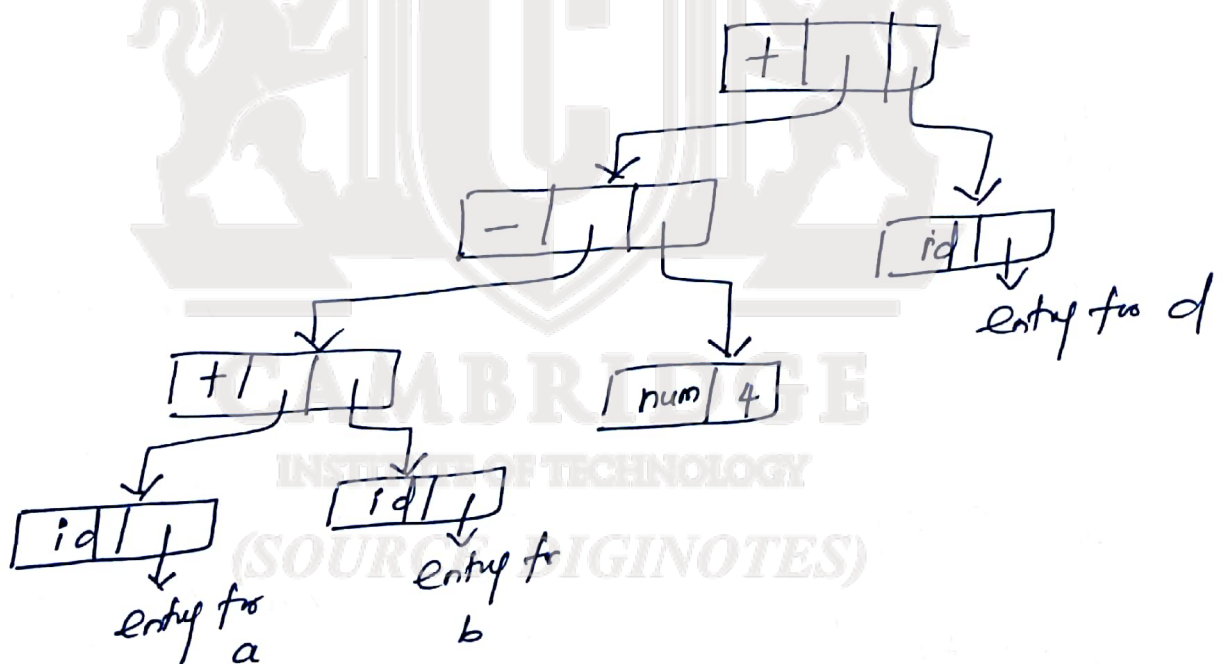 +
-
id
entry for d
+
num 4
id
id
entry for
b
entry for
a
CAMBRIDGE
INSTITUTE OF TECHNOLOGY
(SOURCE DIGINOTES)